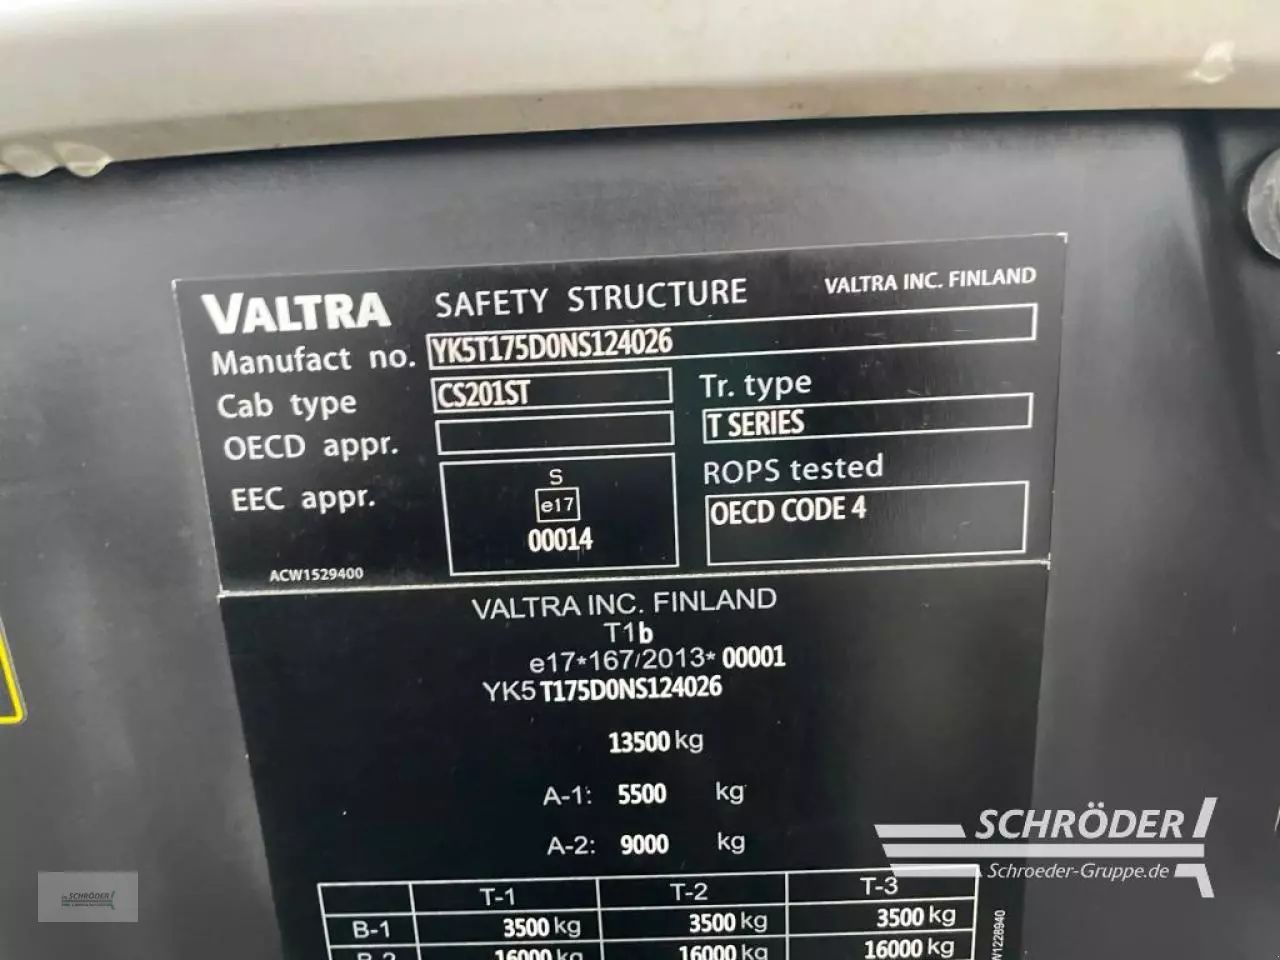 VALTRA SAFETY STRUCTURE VALTRA INC. FINLAND
Manufact no. YK5T175D0NS124026
Cab type CS201ST Tr. type
OECD appr. T SERIES
EEC appr. S ROPS tested
e17 OECD CODE 4
00014
ACW1529400
VALTRA INC. FINLAND
T1b
e17*167/2013*00001
YK5 T175D0NS124026
13500 kg
A-1: 5500 kg
A-2: 9000 kg
T-1 T-2 T-3
B-1 3500 kg 3500 kg 3500 kg
B-2 16000 kg 16000 kg 16000 kg
SCHRÖDER
Schroeder-Gruppe.de
SCHRÖDER